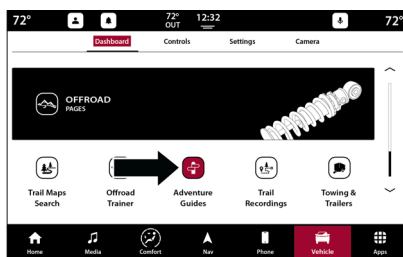 72°
72°
OUT
12:32
72°
Dashboard
Controls
Settings
Camera
OFFROAD
PAGES
Trail Maps
Search
Offroad
Trainer
Adventure
Guides
Trail
Recordings
Towing &
Trailers
Home
Media
Comfort
Nav
Phone
Vehicle
Apps